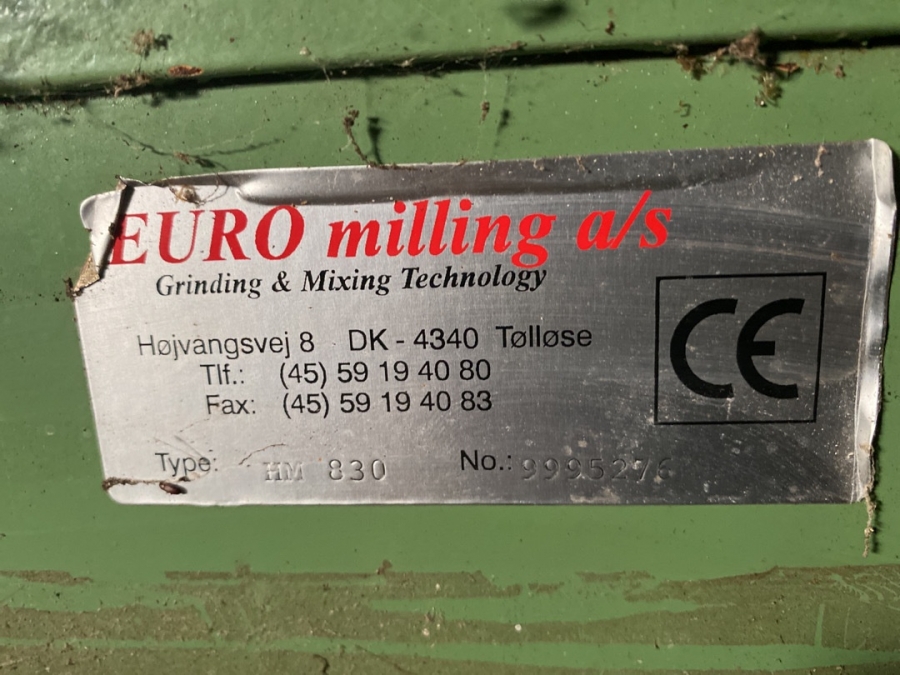 EURO milling a/s
Grinding & Mixing Technology
Højvangsvej 8 DK - 4340 Tølløse
Tlf.: (45) 59 19 40 80
Fax: (45) 59 19 40 83
CE
Type: HM 830 No.: 9995276